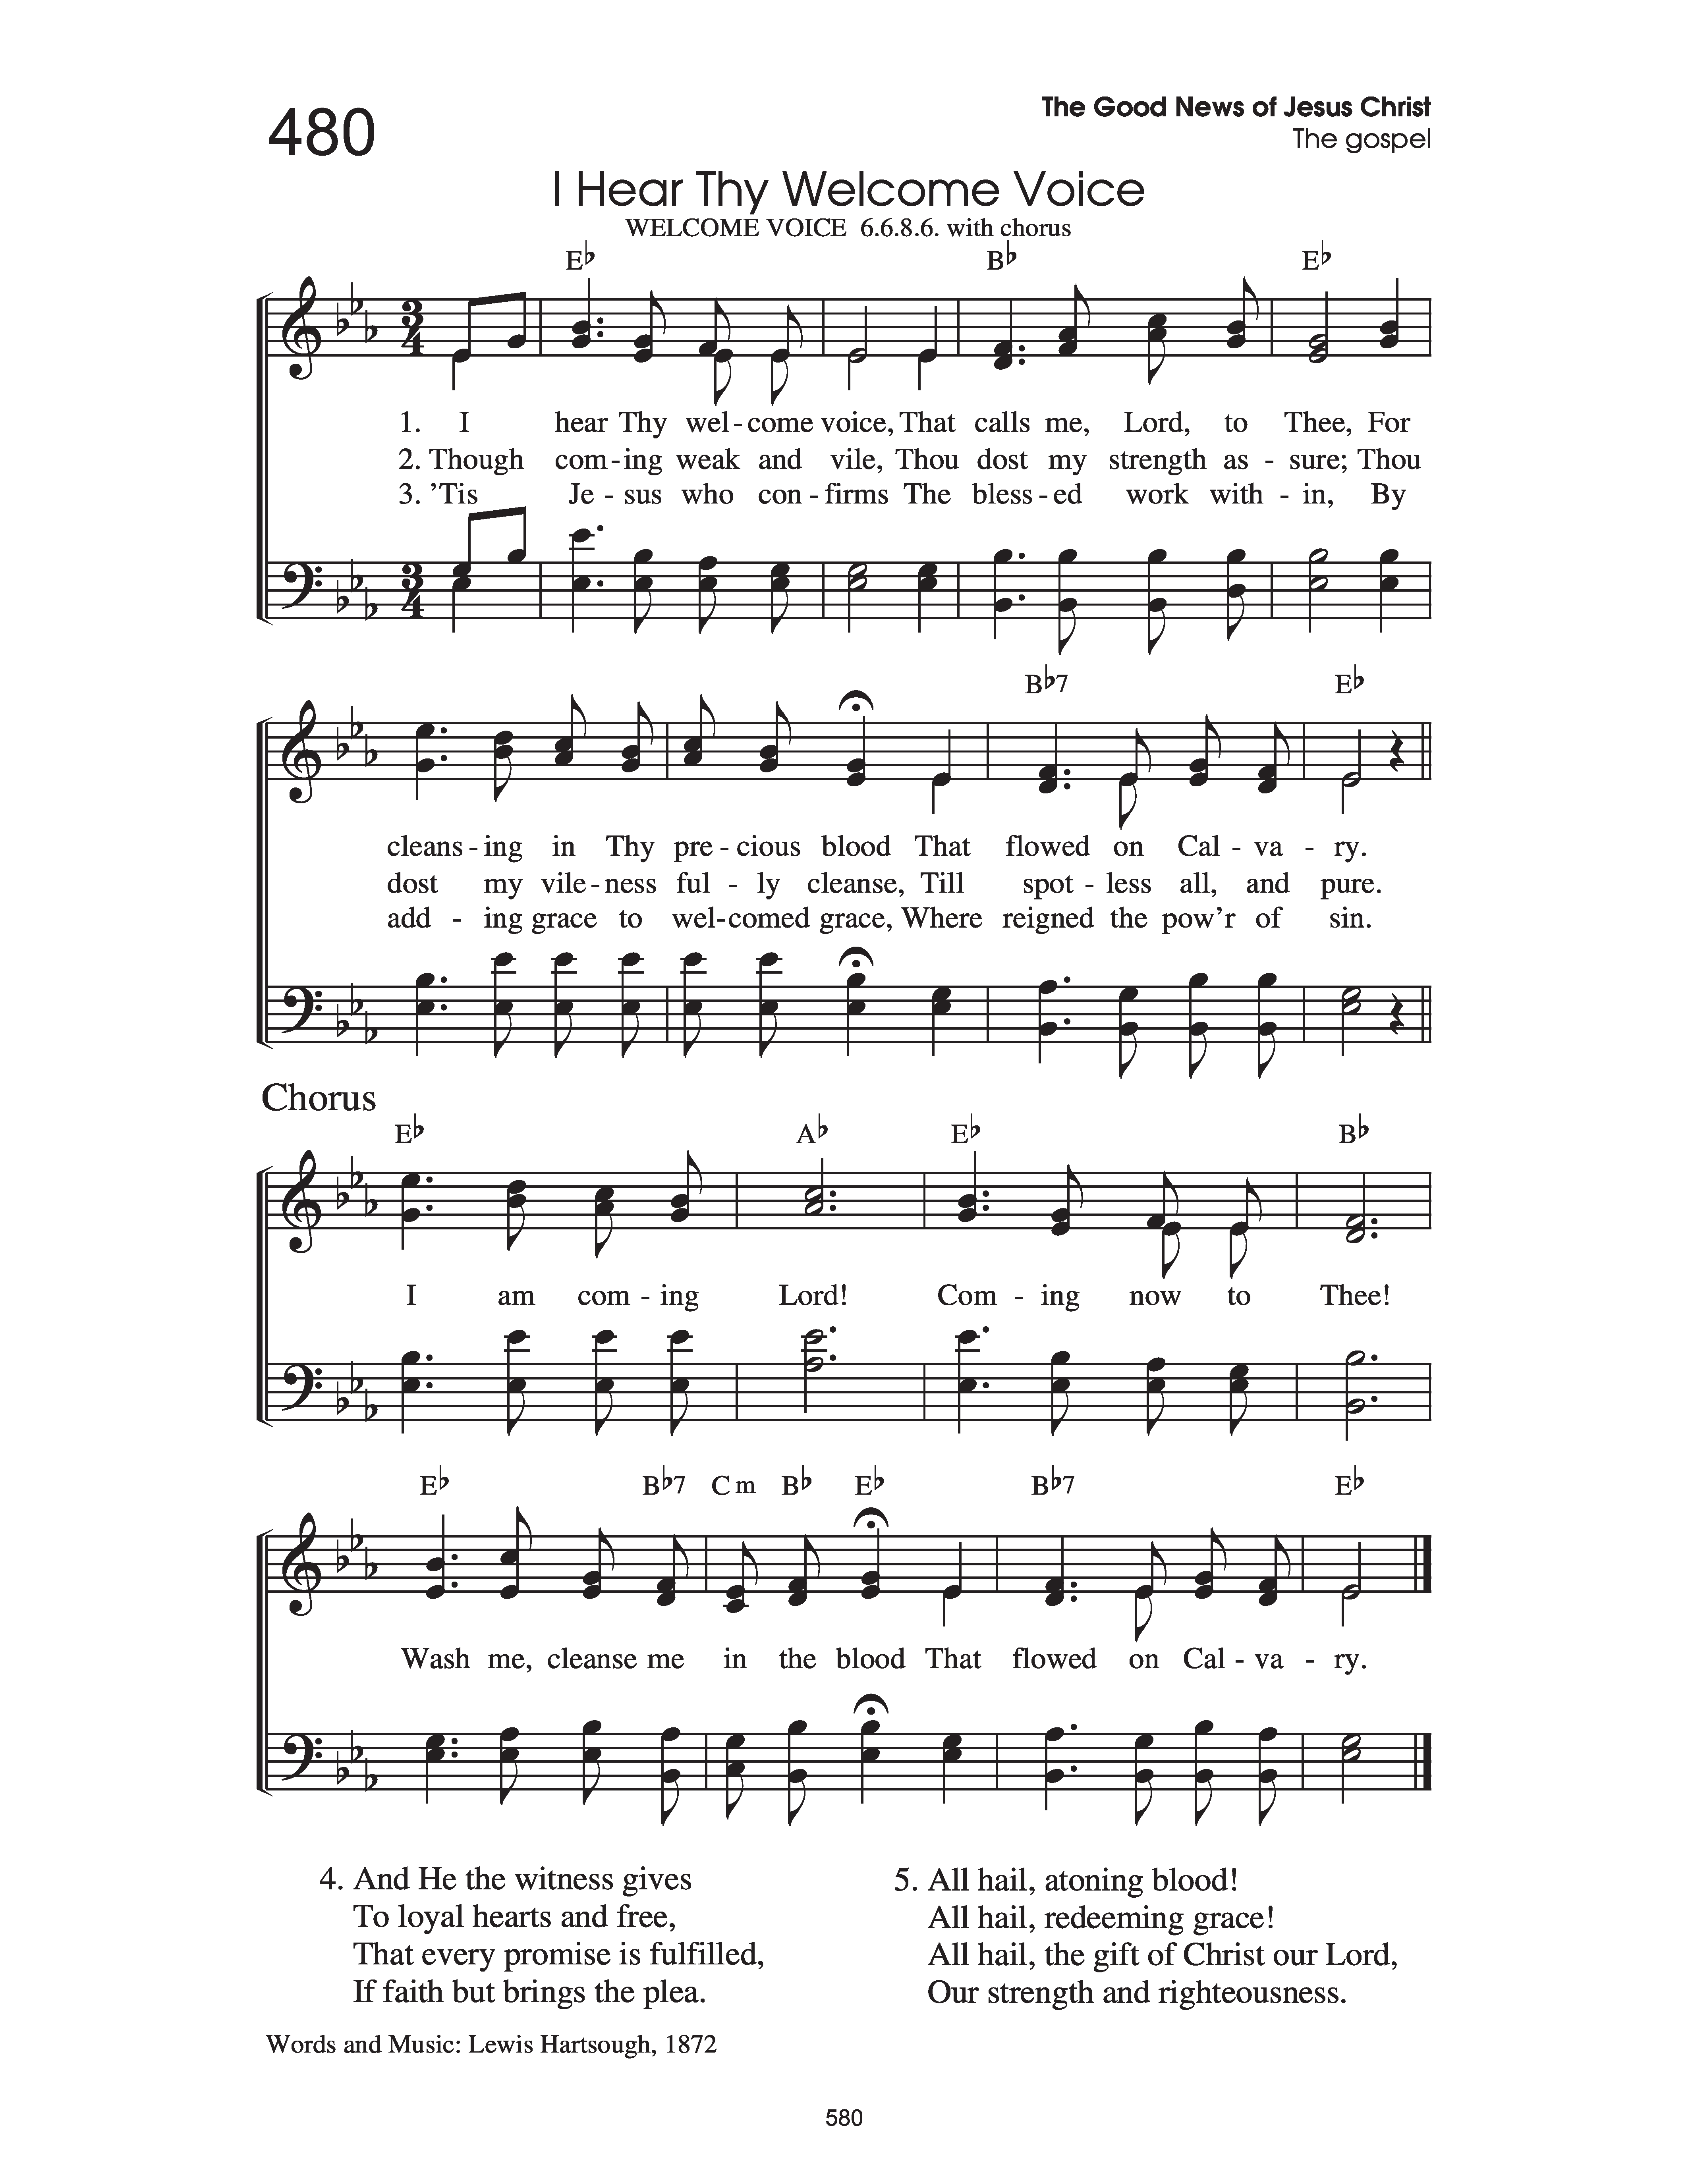 480
The Good News of Jesus Christ
The gospel
I Hear Thy Welcome Voice
WELCOME VOICE 6.6.8.6. with chorus
E♭ B♭ E♭
1. I hear Thy wel - come voice, That calls me, Lord, to Thee, For
2. Though com - ing weak and vile, Thou dost my strength as - sure; Thou
3. ’Tis Je - sus who con - firms The bless - ed work with - in, By
B♭7 E♭
cleans - ing in Thy pre - cious blood That flowed on Cal - va - ry.
dost my vile - ness ful - ly cleanse, Till spot - less all, and pure.
add - ing grace to wel - comed grace, Where reigned the pow’r of sin.
Chorus
E♭ A♭ E♭ B♭
I am com - ing Lord! Com - ing now to Thee!
E♭ B♭7 Cm B♭ E♭ B♭7 E♭
Wash me, cleanse me in the blood That flowed on Cal - va - ry.
4. And He the witness gives
To loyal hearts and free,
That every promise is fulfilled,
If faith but brings the plea.
5. All hail, atoning blood!
All hail, redeeming grace!
All hail, the gift of Christ our Lord,
Our strength and righteousness.
Words and Music: Lewis Hartsough, 1872
580